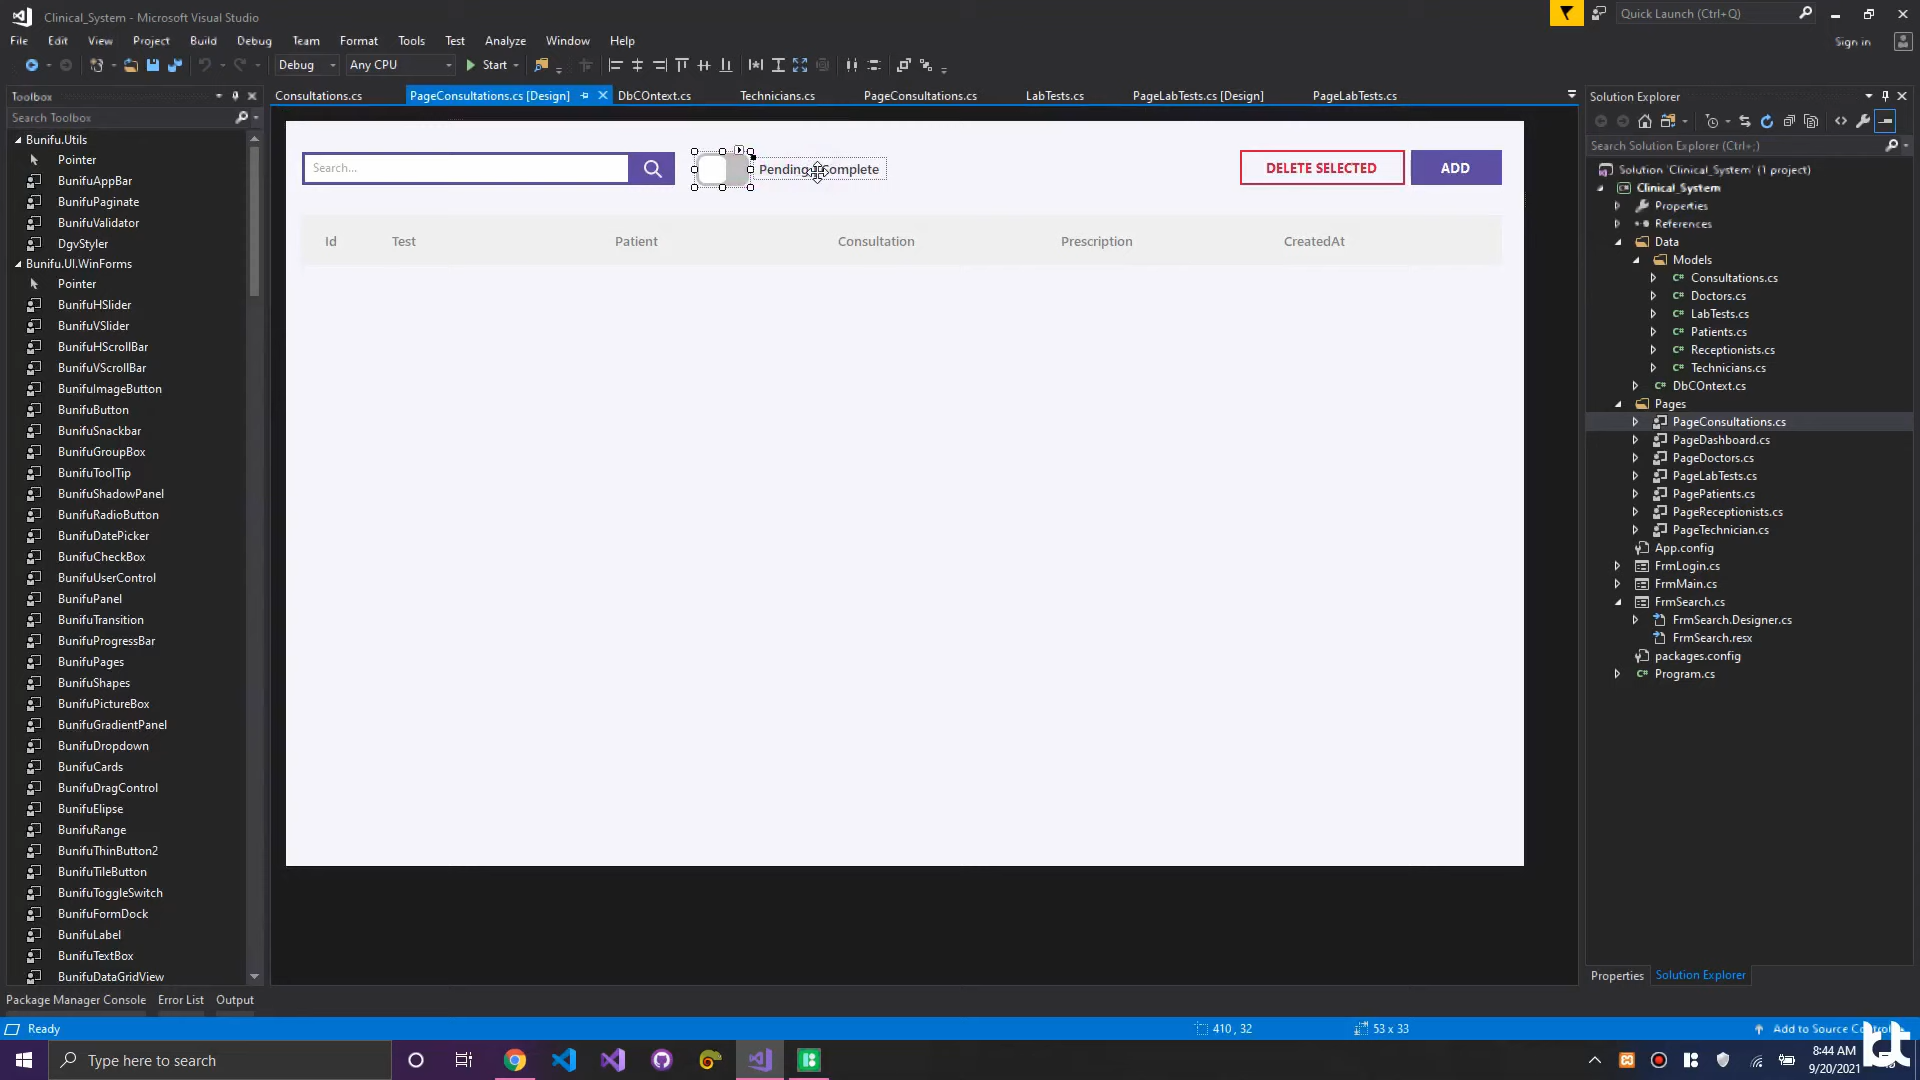 Clinical_System - Microsoft Visual Studio
Quick Launch (Ctrl+Q)
File Edit View Project Build Debug Team Format Tools Test Analyze Window Help
Sign in
Debug Any CPU Start
Toolbox
Consultations.cs PageConsultations.cs [Design] DbCOntext.cs Technicians.cs PageConsultations.cs LabTests.cs PageLabTests.cs [Design] PageLabTests.cs
Solution Explorer
Search Toolbox
Search Solution Explorer (Ctrl+;)
Bunifu.Utils
Pointer
BunifuAppBar
BunifuPaginate
BunifuValidator
DgvStyler
Bunifu.UI.WinForms
Pointer
BunifuHSlider
BunifuVSlider
BunifuHScrollBar
BunifuVScrollBar
BunifuImageButton
BunifuButton
BunifuSnackbar
BunifuGroupBox
BunifuToolTip
BunifuShadowPanel
BunifuRadioButton
BunifuDatePicker
BunifuCheckBox
BunifuUserControl
BunifuPanel
BunifuTransition
BunifuProgressBar
BunifuPages
BunifuShapes
BunifuPictureBox
BunifuGradientPanel
BunifuDropdown
BunifuCards
BunifuDragControl
BunifuElipse
BunifuRange
BunifuThinButton2
BunifuTileButton
BunifuToggleSwitch
BunifuFormDock
BunifuLabel
BunifuTextBox
BunifuDataGridView
Search...
Pending Complete
DELETE SELECTED
ADD
Id Test Patient Consultation Prescription CreatedAt
Solution 'Clinical_System' (1 project)
Clinical_System
Properties
References
Data
Models
Consultations.cs
Doctors.cs
LabTests.cs
Patients.cs
Receptionists.cs
Technicians.cs
DbCOntext.cs
Pages
PageConsultations.cs
PageDashboard.cs
PageDoctors.cs
PageLabTests.cs
PagePatients.cs
PageReceptionists.cs
PageTechnician.cs
App.config
FrmLogin.cs
FrmMain.cs
FrmSearch.cs
FrmSearch.Designer.cs
FrmSearch.resx
packages.config
Program.cs
Properties Solution Explorer
Package Manager Console Error List Output
Ready
410 , 32
53 x 33
Add to Source
Type here to search
8:44 AM
9/20/2021